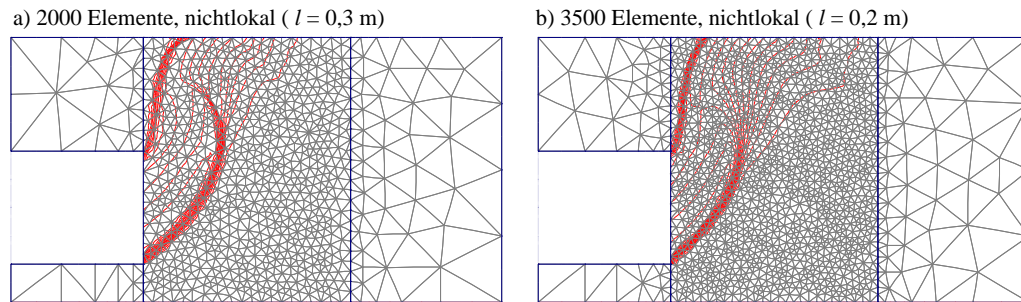 a) 2000 Elemente, nichtlokal ( l = 0,3 m)
b) 3500 Elemente, nichtlokal ( l = 0,2 m)